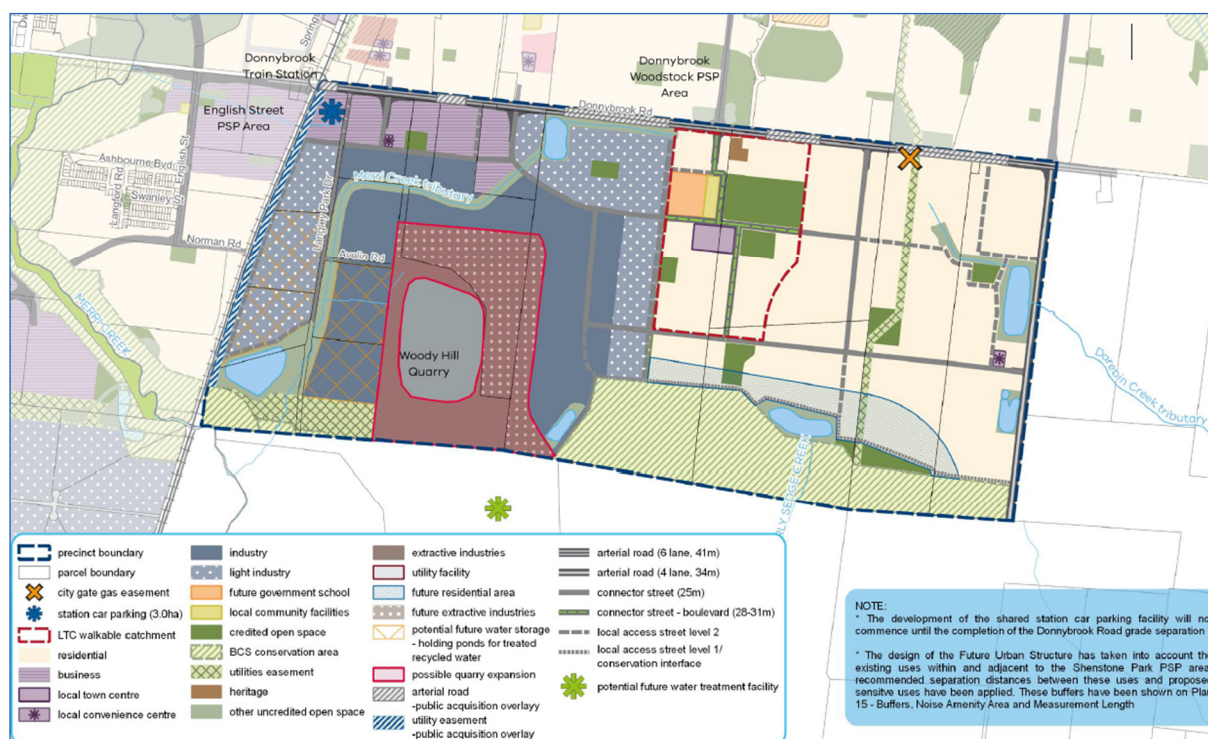 Donnybrook
Train Station
English Street
PSP Area
Donnybrook
Woodstock PSP
Area
Donnybrook Rd
Ashbourne Bvd
Langford Rd
Swanley St
English St
Norman Rd
Langley Park Dr
Merri Creek tributary
Avelin Rd
MERRI CREEK
Woody Hill
Quarry
Darebin Creek tributary
SEDGE CREEK
precinct boundary
parcel boundary
city gate gas easement
station car parking (3.0ha)
LTC walkable catchment
residential
business
local town centre
local convenience centre
industry
light industry
future government school
local community facilities
credited open space
BCS conservation area
utilities easement
heritage
other uncredited open space
extractive industries
utility facility
future residential area
future extractive industries
potential future water storage
- holding ponds for treated
recycled water
possible quarry expansion
arterial road
-public acquisition overlayy
utility easement
-public acquisition overlay
arterial road (6 lane, 41m)
arterial road (4 lane, 34m)
connector street (25m)
connector street - boulevard (28-31m)
local access street level 2
local access street level 1/
conservation interface
potential future water treatment facility
NOTE:
* The development of the shared station car parking facility will no
commence until the completion of the Donnybrook Road grade separation
* The design of the Future Urban Structure has taken into account the
existing uses within and adjacent to the Shenstone Park PSP area
recommended separation distances between these uses and propose
sensitve uses have been applied. These buffers have been shown on Plan
15 - Buffers, Noise Amenity Area and Measurement Length